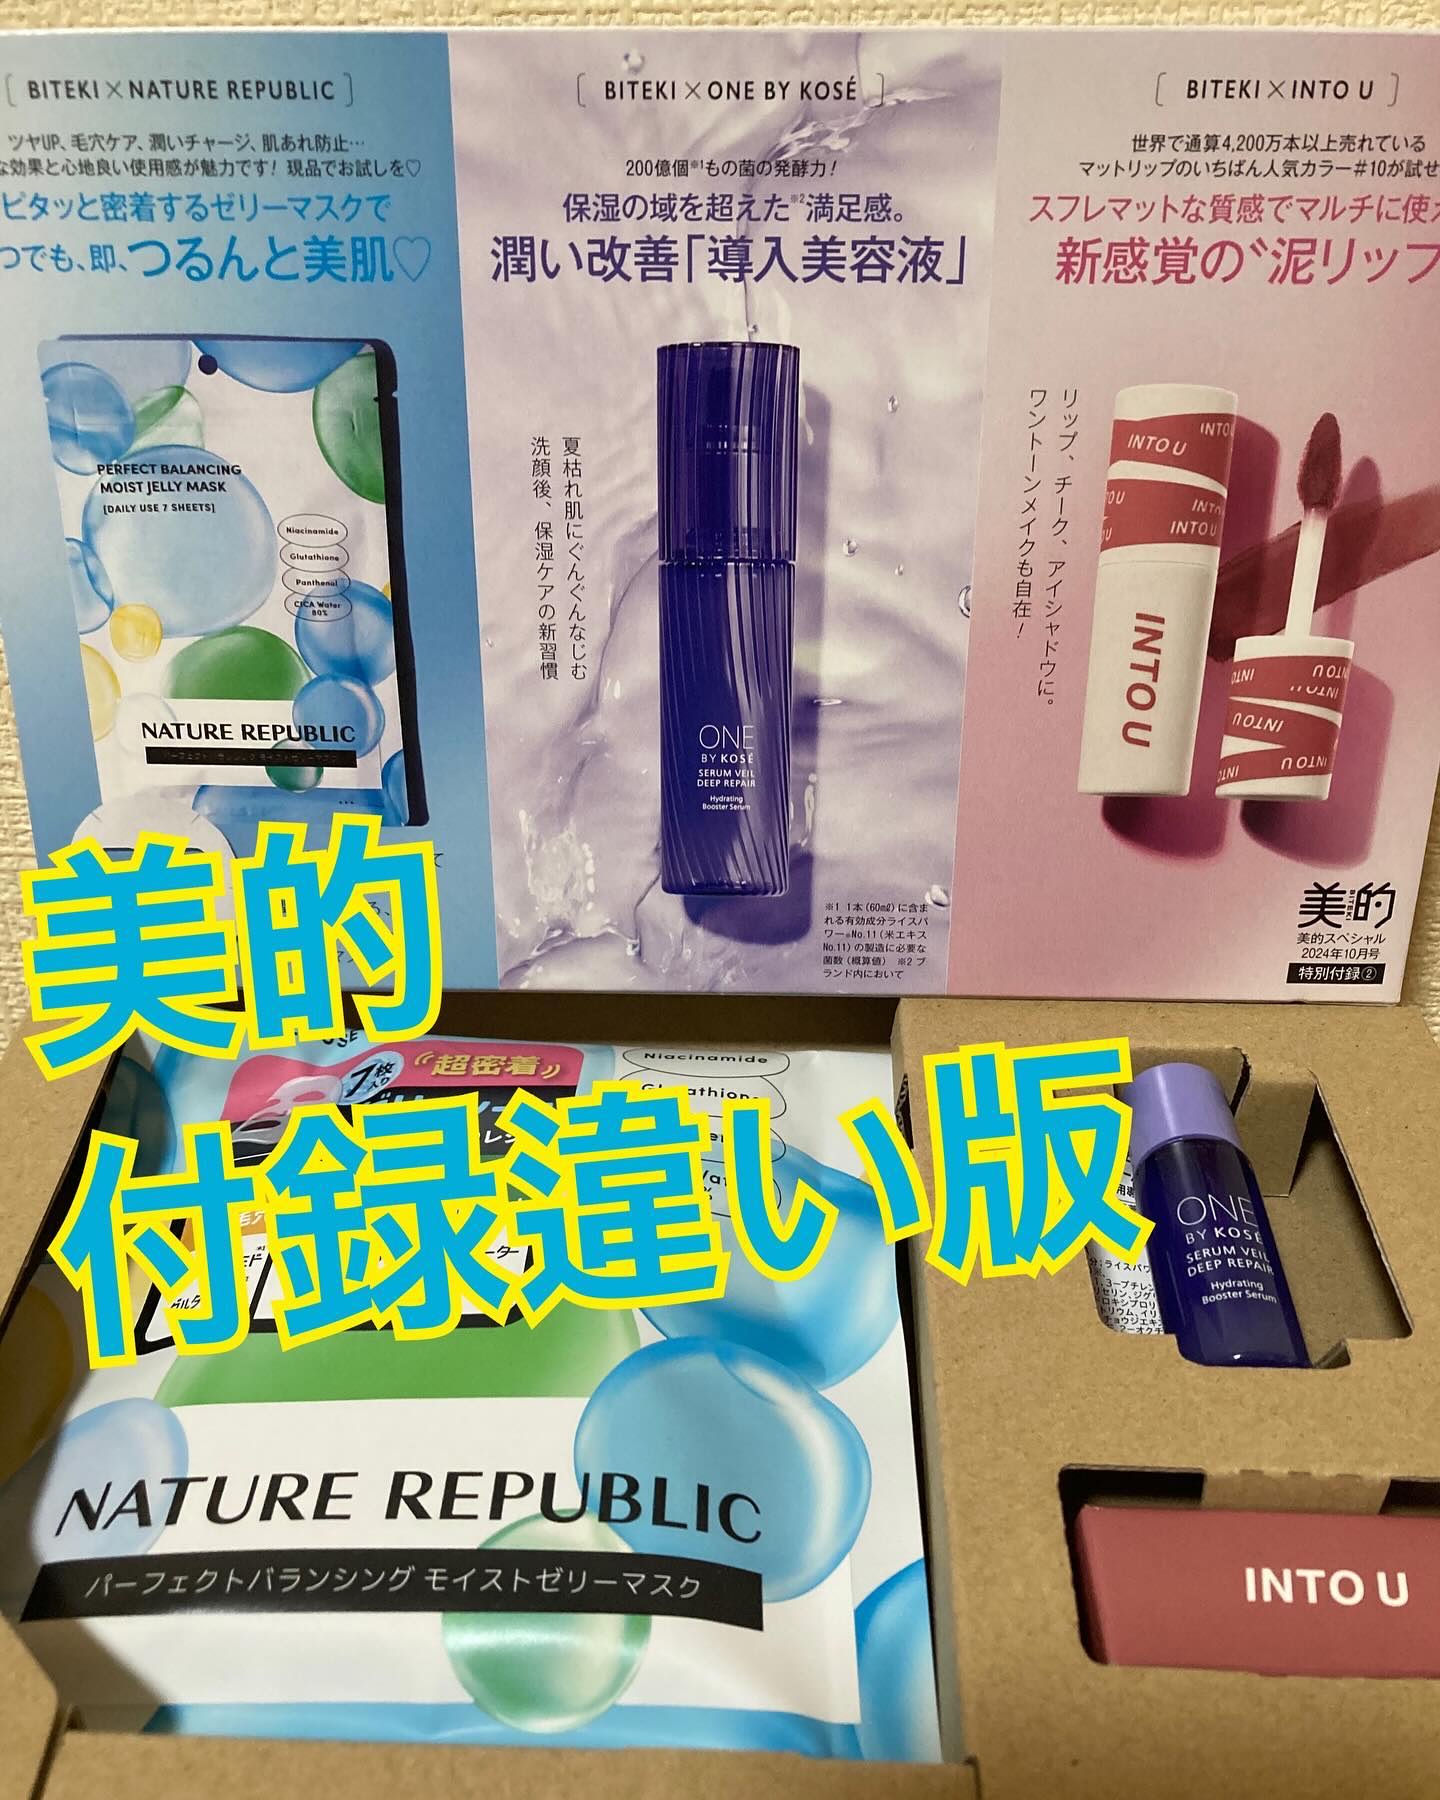 BITEKI×NATURE REPUBLIC
ツヤUP、毛穴ケア、潤いチャージ、肌あれ防止…
な効果と心地良い使用感が魅力です! 現品でお試しを♡
ピタッと密着するゼリーマスクで
つでも、即、つるんと美肌♡
PERFECT BALANCING
MOIST JELLY MASK
[DAILY USE 7 SHEETS]
Niacinamide
Glutathione
Panthenol
CICA Water
80%
NATURE REPUBLIC
BITEKI×ONE BY KOSÉ
200億個※1もの菌の発酵力!
保湿の域を超えた※2満足感。
潤い改善「導入美容液」
夏枯れ肌にぐんぐんなじむ
洗顔後、保湿ケアの新習慣
ONE
BY KOSÉ
SERUM VEIL
DEEP REPAIR
Hydrating
Booster Serum
※1 1本(60mℓ)に含ま
れる有効成分ライスパ
ワー®No.11(米エキス
No.11)の製造に必要な
菌数(概算値) ※2 ブ
ランド内において
BITEKI×INTO U
世界で通算4,200万本以上売れている
マットリップのいちばん人気カラー#10が試せ
スフレマットな質感でマルチに使え
新感覚の“泥リップ
リップ、チーク、アイシャドウに。
ワントーンメイクも自在!
INTO U
INTO U
INTO U
INTO U
INTO U
INTO U
INTO U
美的
BITEKI
美的スペシャル
2024年10月号
特別付録②
美的
付録違い版
7枚入り
超密着
Niacinamide
NATURE REPUBLIC
パーフェクトバランシング モイストゼリーマスク
ONE
BY KOSÉ
SERUM VEIL
DEEP REPAIR
Hydrating
Booster Serum
INTO U